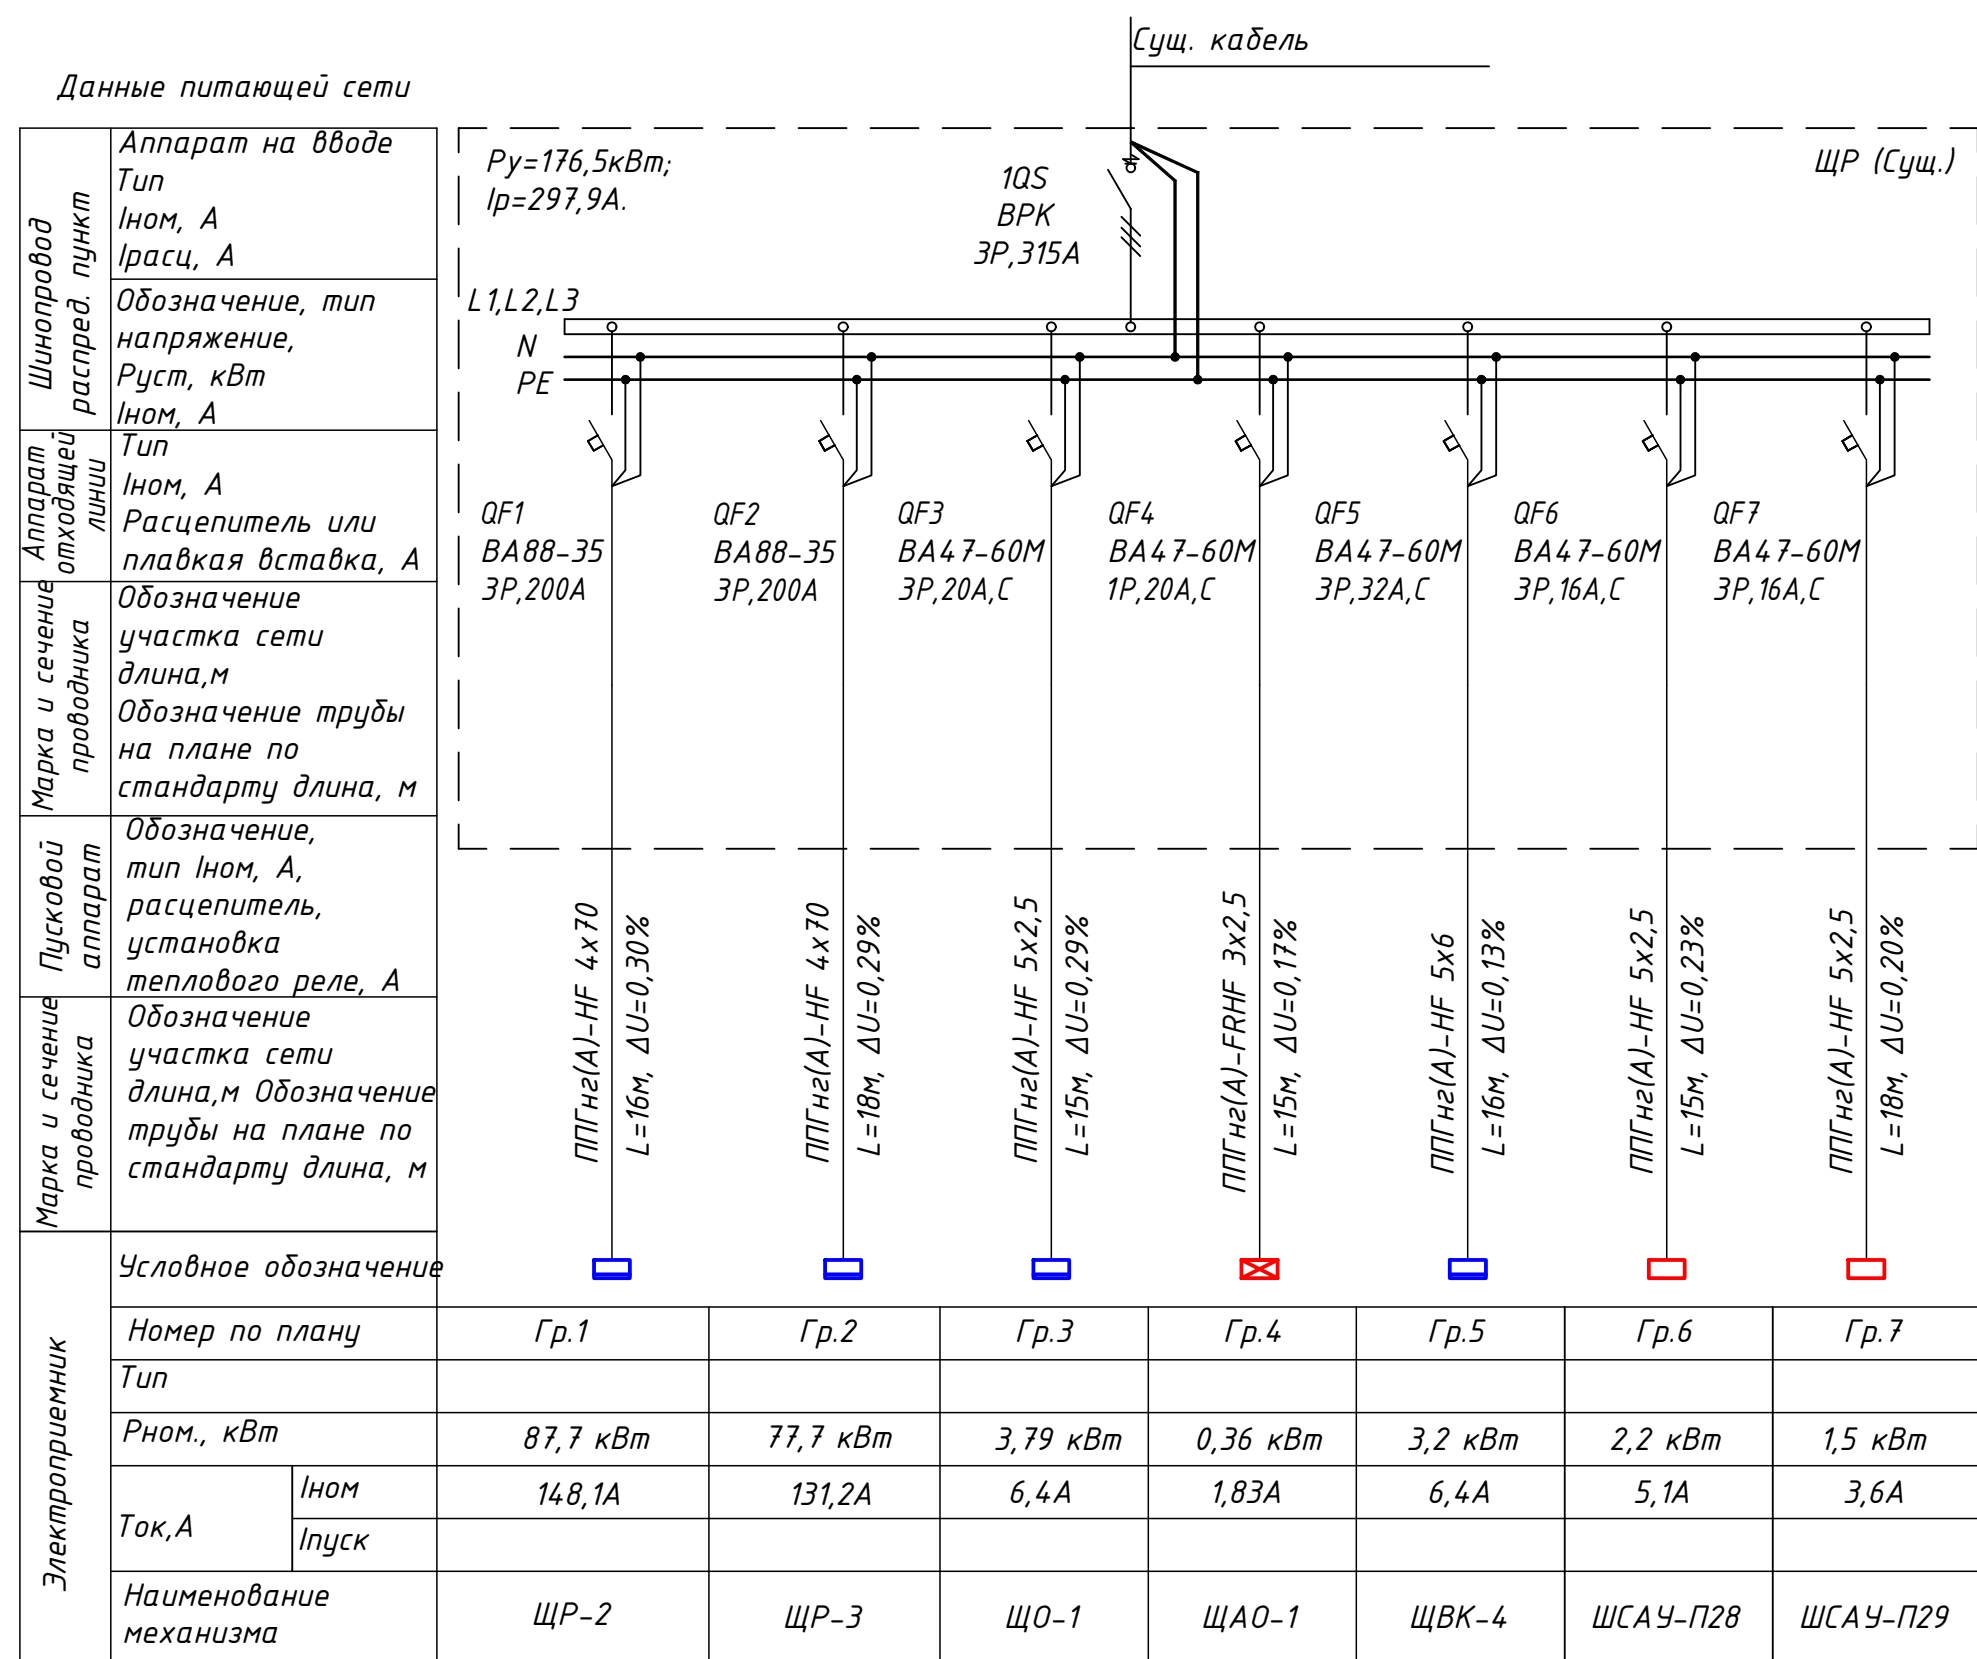 Сущ. кабель
Данные питающей сети
Шинопровод
распред. пункт
Аппарат на вводе
Тип
Iном, А
Iрасц, А
Обозначение, тип
напряжение,
Руст, кВт
Iном, А
Аппарат
отходящей
линии
Тип
Iном, А
Расцепитель или
плавкая вставка, А
Марка и сечение
проводника
Обозначение
участка сети
длина,м
Обозначение трубы
на плане по
стандарту длина, м
Пусковой
аппарат
Обозначение,
тип Iном, А,
расцепитель,
установка
теплового реле, А
Марка и сечение
проводника
Обозначение
участка сети
длина,м Обозначение
трубы на плане по
стандарту длина, м
Ру=176,5кВт;
Iр=297,9А.
1QS
ВРК
3Р,315А
ЩР (Сущ.)
L1,L2,L3
N
PE
QF1
ВА88-35
3Р,200А
QF2
ВА88-35
3Р,200А
QF3
ВА47-60М
3Р,20А,С
QF4
ВА47-60М
1Р,20А,С
QF5
ВА47-60М
3Р,32А,С
QF6
ВА47-60М
3Р,16А,С
QF7
ВА47-60М
3Р,16А,С
ППГнг(А)-HF 4х70
L=16м, ΔU=0,30%
ППГнг(А)-HF 4х70
L=18м, ΔU=0,29%
ППГнг(А)-HF 5х2,5
L=15м, ΔU=0,29%
ППГнг(А)-FRHF 3х2,5
L=15м, ΔU=0,17%
ППГнг(А)-HF 5х6
L=16м, ΔU=0,13%
ППГнг(А)-HF 5х2,5
L=15м, ΔU=0,23%
ППГнг(А)-HF 5х2,5
L=18м, ΔU=0,20%
Электроприемник
Условное обозначение
Номер по плану
Гр.1
Гр.2
Гр.3
Гр.4
Гр.5
Гр.6
Гр.7
Тип
Рном., кВт
87,7 кВт
77,7 кВт
3,79 кВт
0,36 кВт
3,2 кВт
2,2 кВт
1,5 кВт
Ток,А
Iном
148,1А
131,2А
6,4А
1,83А
6,4А
5,1А
3,6А
Iпуск
Наименование
механизма
ЩР-2
ЩР-3
ЩО-1
ЩАО-1
ЩВК-4
ШСАУ-П28
ШСАУ-П29